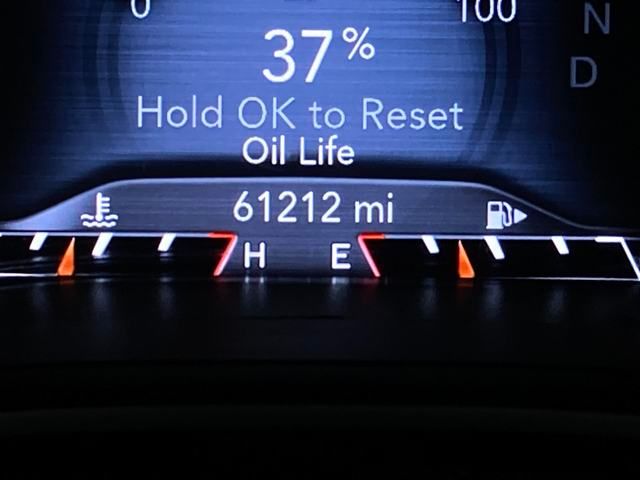 0 100
N
37%
D
Hold OK to Reset
Oil Life
61212 mi
H E